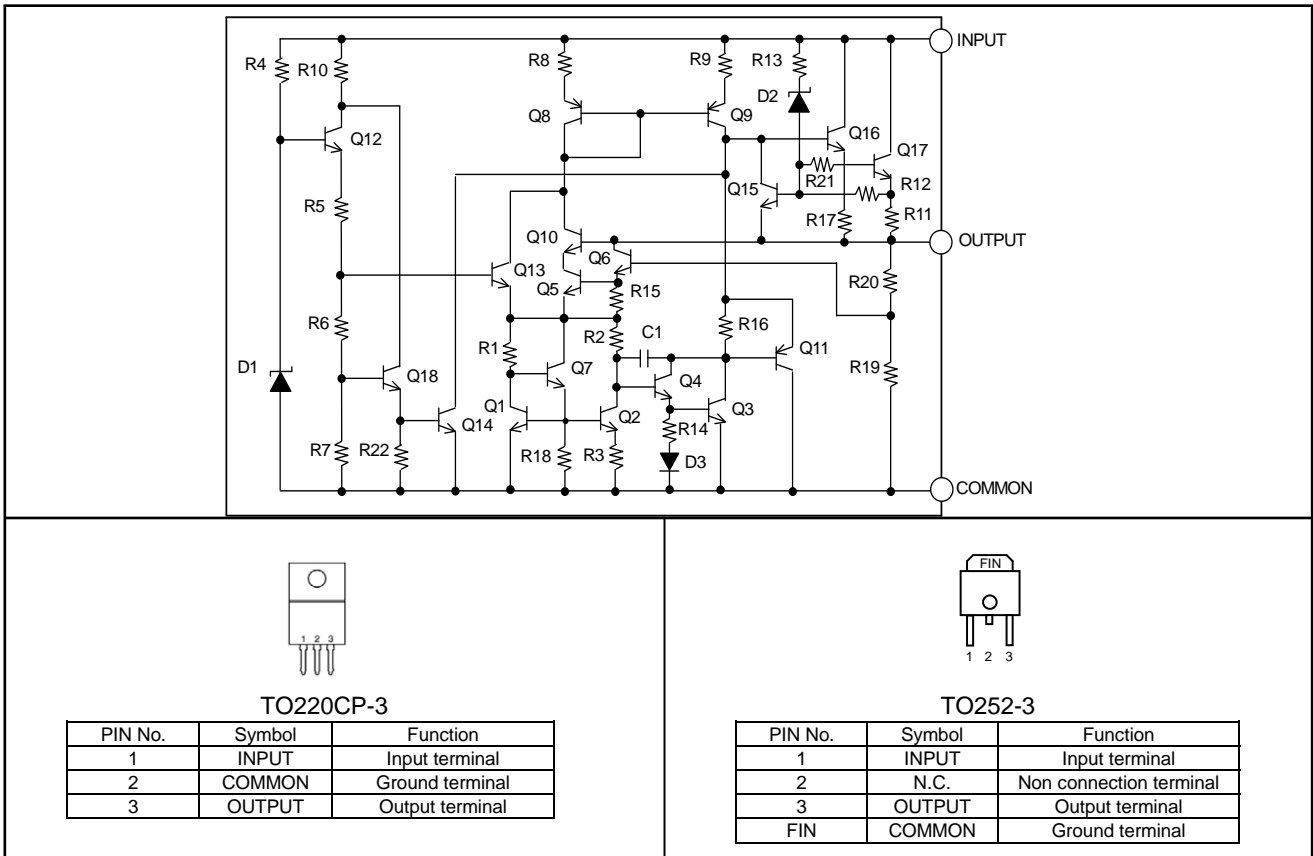 INPUT
R4
R10
R8
R9
R13
D2
Q8
Q9
Q12
Q16
Q17
R21
Q15
R12
R5
R17
R11
OUTPUT
Q10
Q6
Q13
Q5
R15
R20
R6
R1
R2
C1
R16
Q11
D1
Q18
Q7
Q4
R19
Q14
Q1
Q2
Q3
R14
R7
R22
R18
R3
D3
COMMON
1 2 3
TO220CP-3
PIN No. Symbol Function
1 INPUT Input terminal
2 COMMON Ground terminal
3 OUTPUT Output terminal
FIN
1 2 3
TO252-3
PIN No. Symbol Function
1 INPUT Input terminal
2 N.C. Non connection terminal
3 OUTPUT Output terminal
FIN COMMON Ground terminal